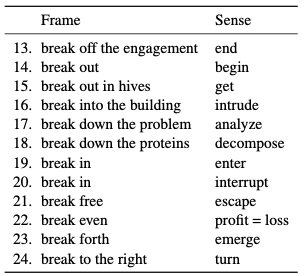 Frame Sense
13. break off the engagement end
14. break out begin
15. break out in hives get
16. break into the building intrude
17. break down the problem analyze
18. break down the proteins decompose
19. break in enter
20. break in interrupt
21. break free escape
22. break even profit = loss
23. break forth emerge
24. break to the right turn